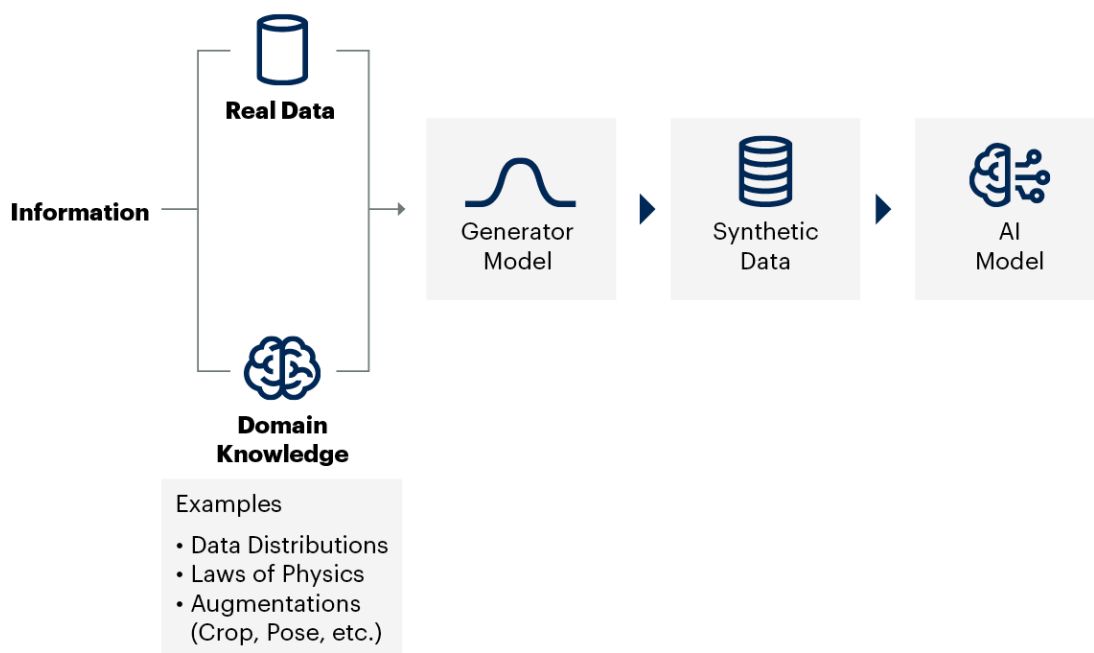 Real Data
Information
Generator
Model
Synthetic
Data
AI
Model
Domain
Knowledge
Examples
• Data Distributions
• Laws of Physics
• Augmentations
(Crop, Pose, etc.)